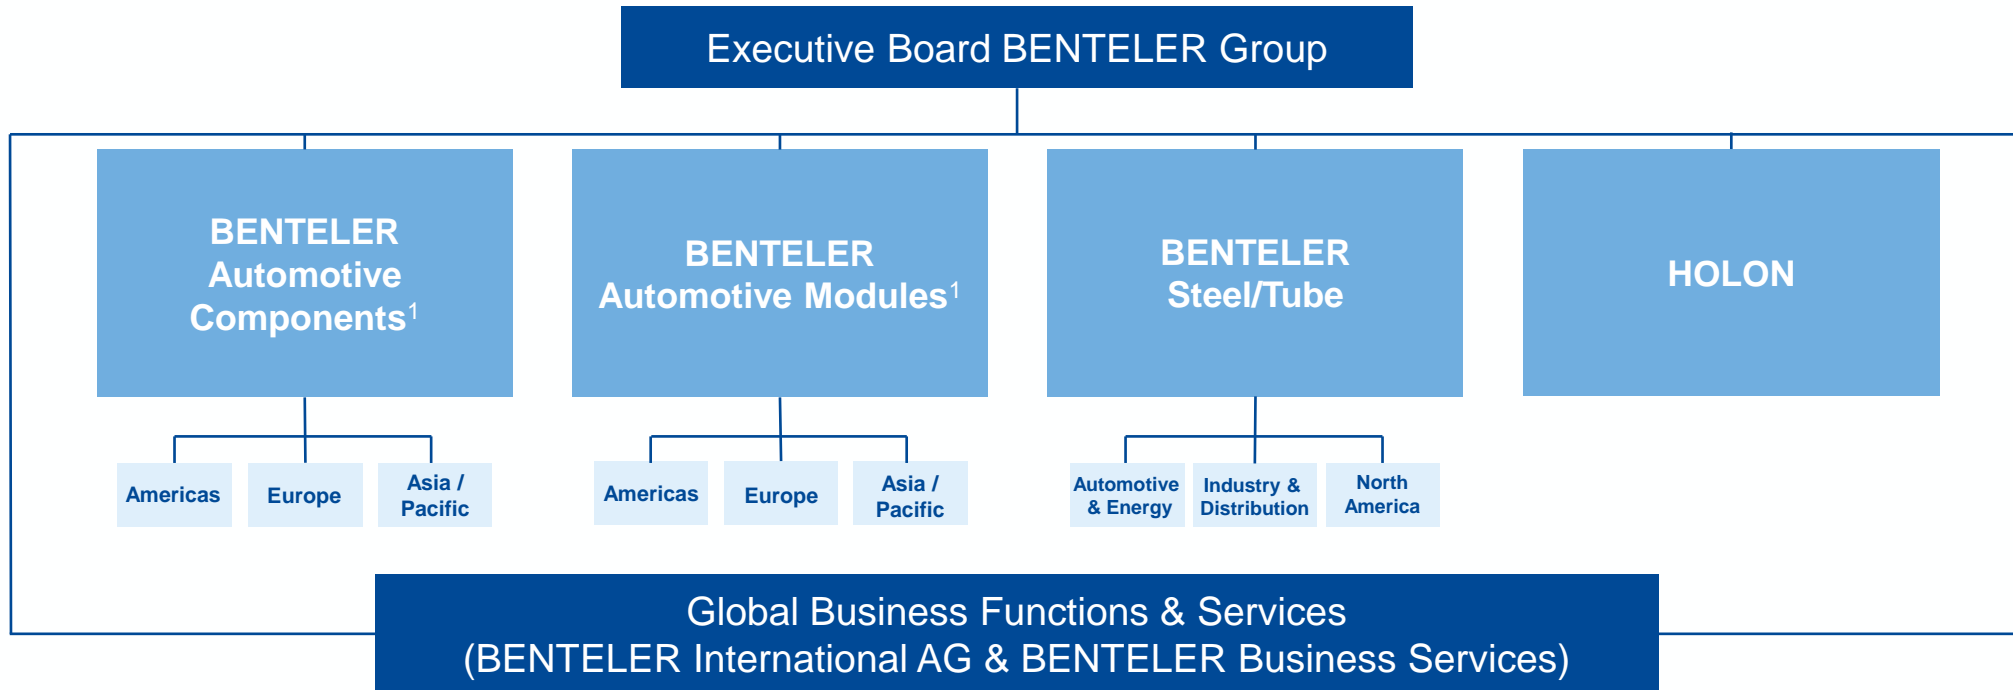 Executive Board BENTELER Group
BENTELER
Automotive
Components¹
BENTELER
Automotive Modules¹
BENTELER
Steel/Tube
HOLON
Americas
Europe
Asia /
Pacific
Americas
Europe
Asia /
Pacific
Automotive
& Energy
Industry &
Distribution
North
America
Global Business Functions & Services
(BENTELER International AG & BENTELER Business Services)